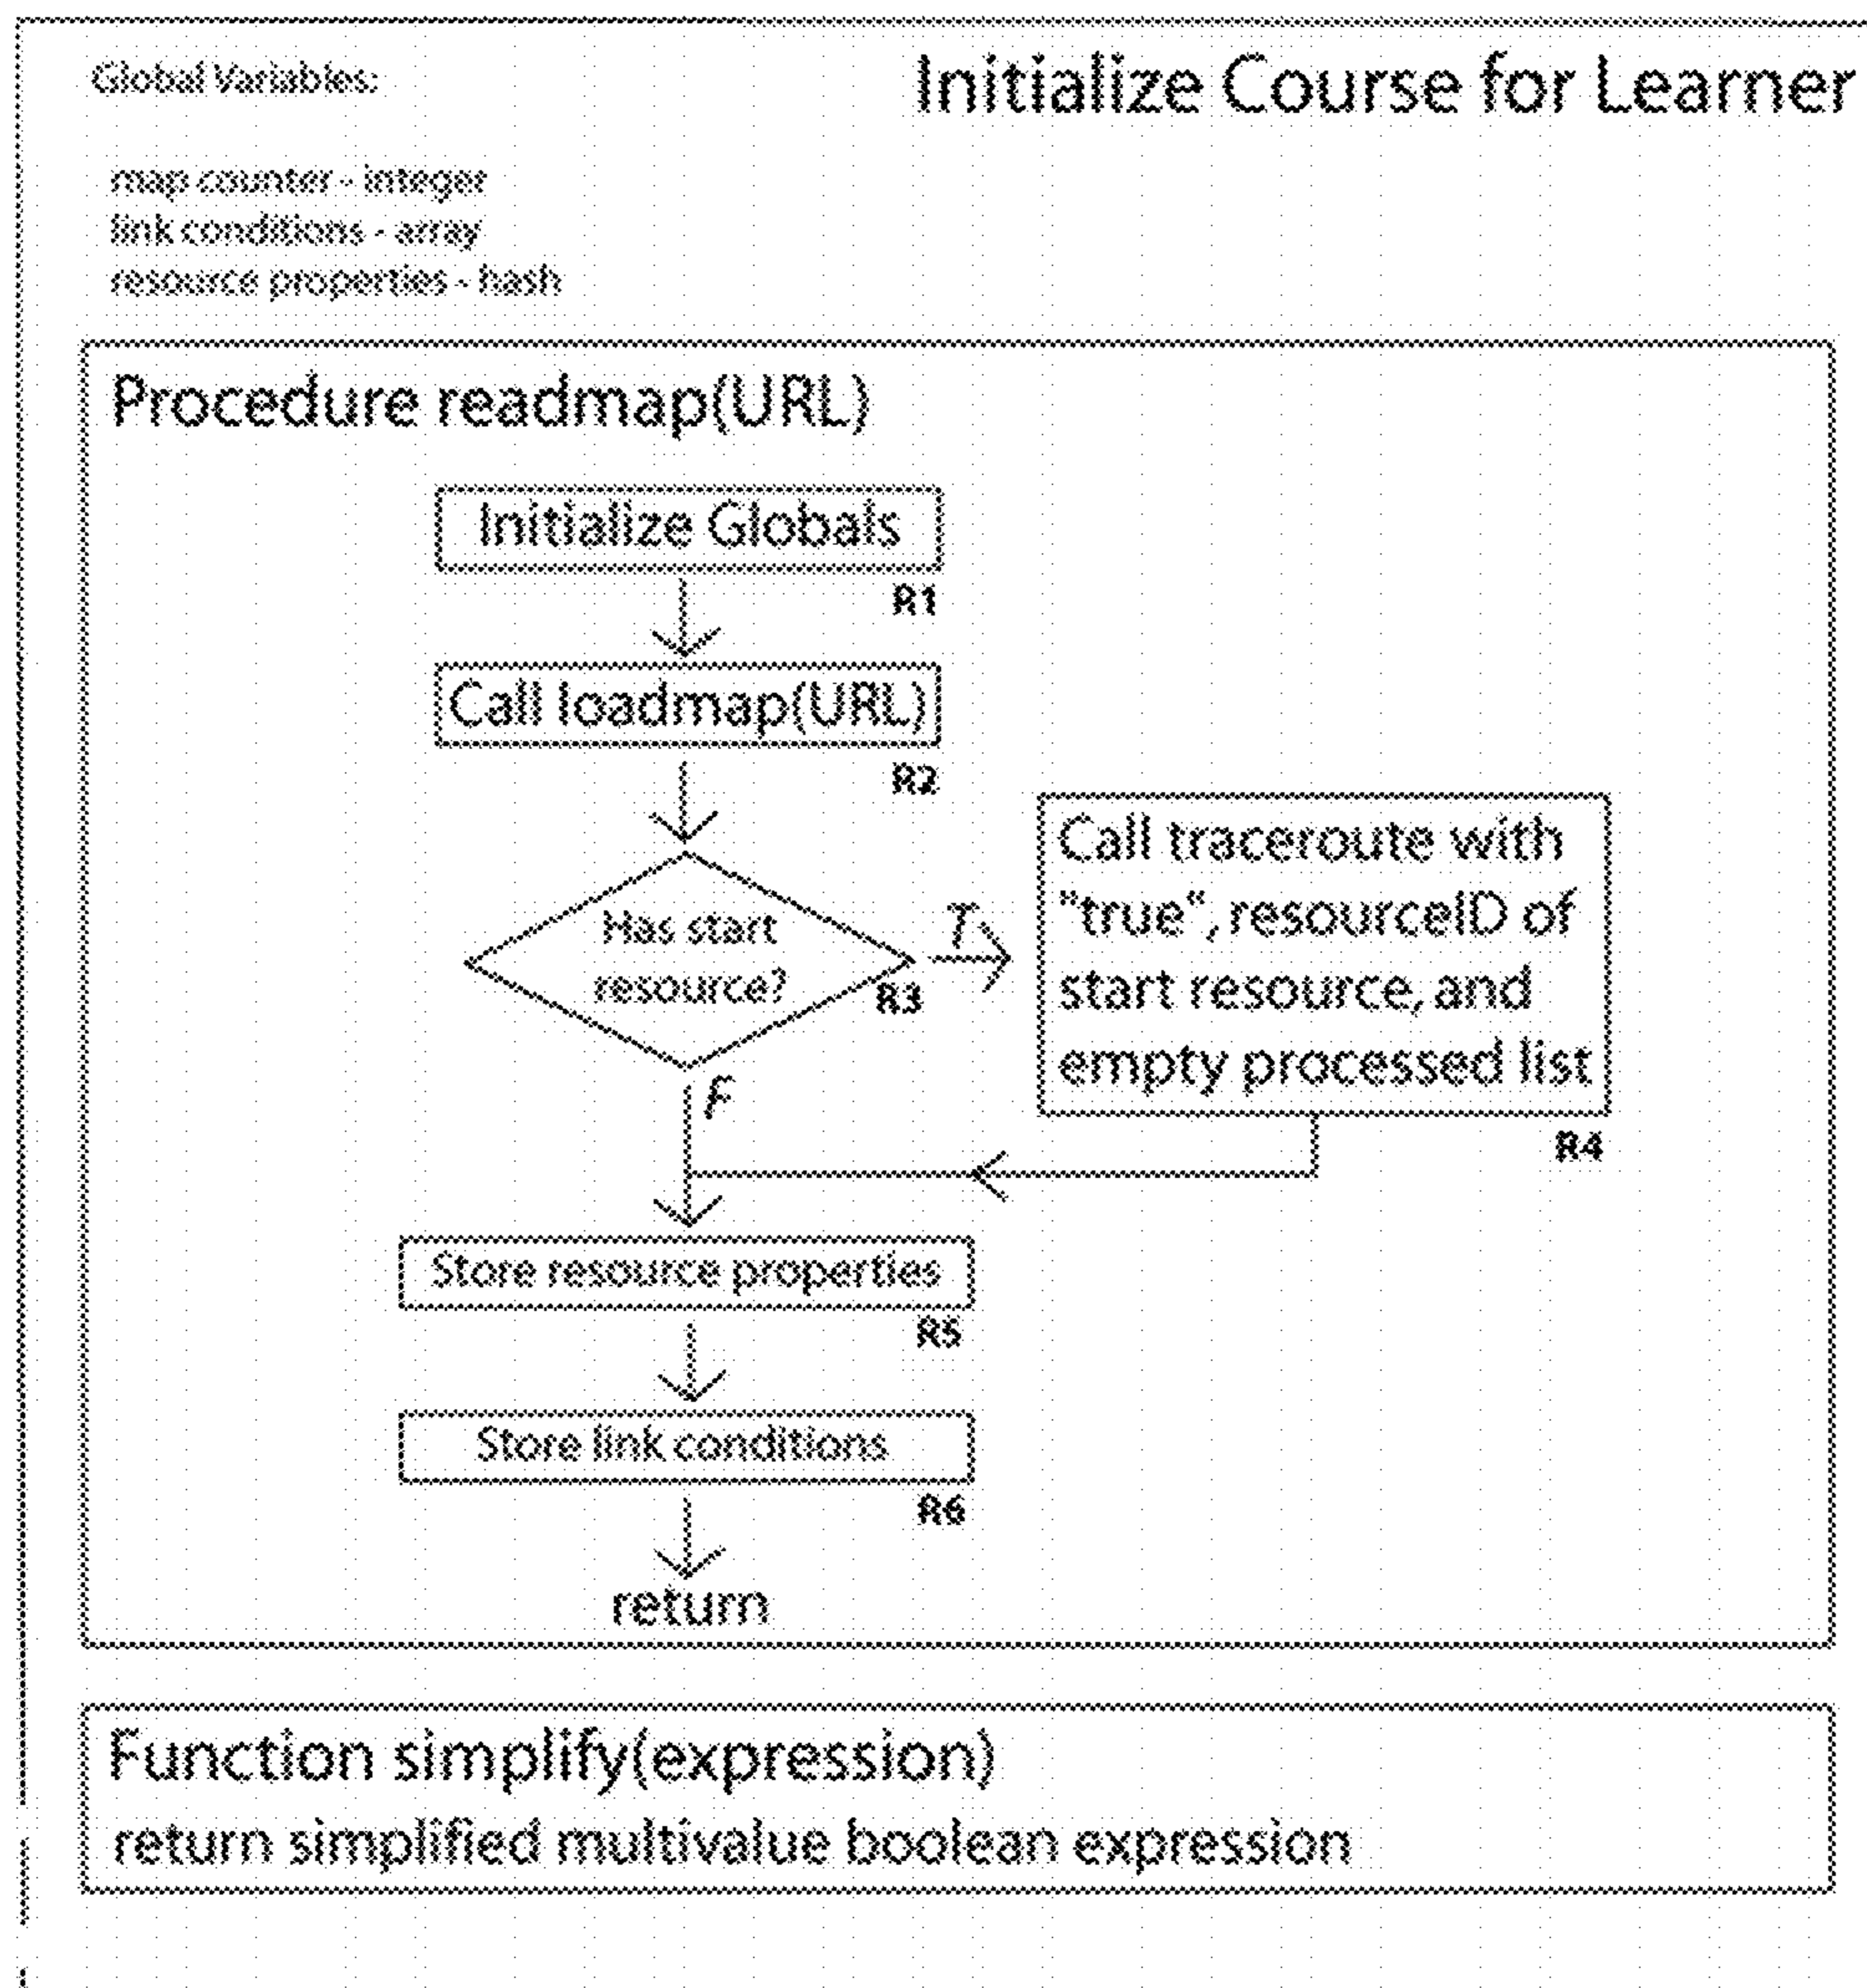 Initialize Course for Learner
Global Variables:
map counter - integer
link conditions - array
resource properties - hash
Procedure readmap(URL)
Initialize Globals
R1
Call loadmap(URL)
R2
Has start
resource?
R3
T
Call traceroute with
"true", resourceID of
start resource, and
empty processed list
R4
F
Store resource properties
R5
Store link conditions
R6
return
Function simplify(expression)
return simplified multivalue boolean expression